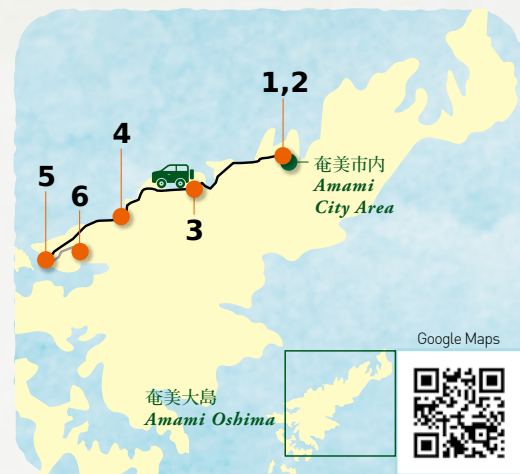 1,2
4
5
6
3
奄美市内
Amami
City Area
Google Maps
奄美大島
Amami Oshima